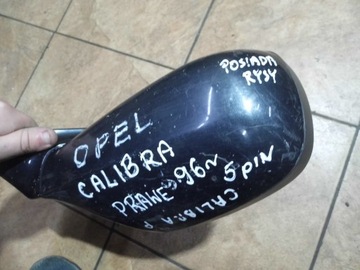 POSIADA
RYSY
OPEL
CALIBRA
PRAWE 96r
5 PIN
CALIBRA